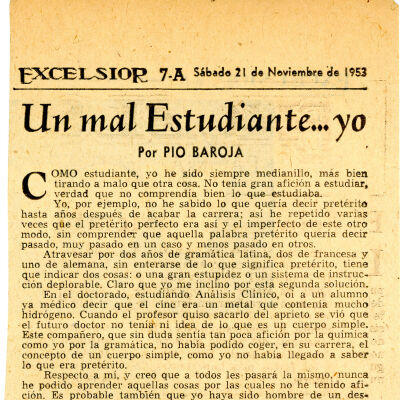 EXCELSIOR 7-A Sábado 21 de Noviembre de 1953
Un mal Estudiante... yo
Por PIO BAROJA
COMO estudiante, yo he sido siempre medianillo, más bien
tirando a malo que otra cosa. No tenía gran afición a estudiar,
verdad que no comprendía bien lo que estudiaba.
Yo, por ejemplo, no he sabido lo que quería decir pretérito
hasta años después de acabar la carrera; así he repetido varias
veces que el pretérito perfecto era así y el imperfecto de este otro
modo, sin comprender que aquella palabra pretérito quería decir
pasado, muy pasado en un caso y menos pasado en otros.
Atravesar por dos años de gramática latina, dos de francesa y
uno de alemana, sin enterarse de lo que significa pretérito, tiene
que indicar dos cosas: o una gran estupidez o un sistema de instruc-
ción deplorable. Claro que yo me inclino por esta segunda solución.
En el doctorado, estudiando Análisis Clínico, oí a un alumno
ya médico decir que el cinc era un metal que contenía mucho
hidrógeno. Cuando el profesor quiso sacarlo del aprieto se vió que
el futuro doctor no tenía ni idea de lo que es un cuerpo simple.
Este compañero, que sin duda sentía tan poca afición por la química
como yo por la gramática, no había podido coger, en su carrera, el
concepto de un cuerpo simple, como yo no había llegado a saber
lo que era pretérito.
Respecto a mí, y creo que a todos les pasará lo mismo, nunca
he podido aprender aquellas cosas por las cuales no he tenido afi-
ción. Es probable también que yo haya sido hombre de un des-